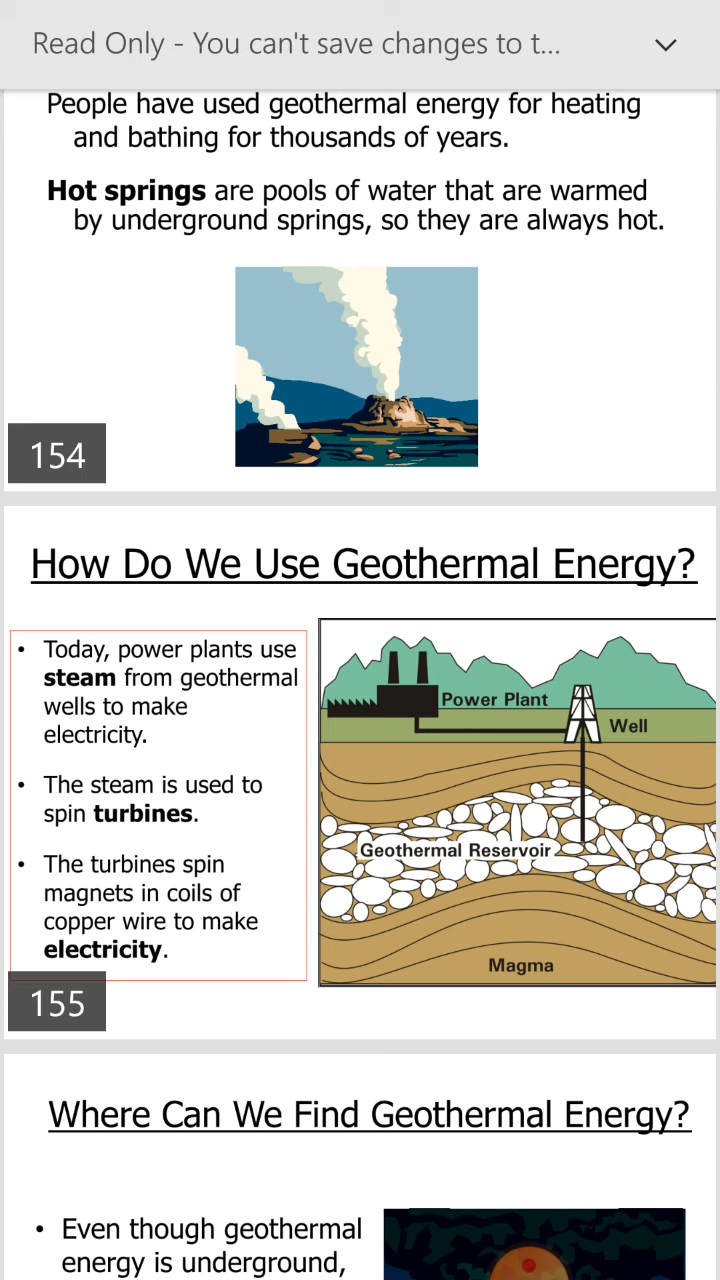 Read Only - You can't save changes to t...
People have used geothermal energy for heating
and bathing for thousands of years.
Hot springs are pools of water that are warmed
by underground springs, so they are always hot.
154
How Do We Use Geothermal Energy?
• Today, power plants use
steam from geothermal
wells to make
electricity.
• The steam is used to
spin turbines.
• The turbines spin
magnets in coils of
copper wire to make
electricity.
Power Plant
Well
Geothermal Reservoir
Magma
155
Where Can We Find Geothermal Energy?
• Even though geothermal
energy is underground,